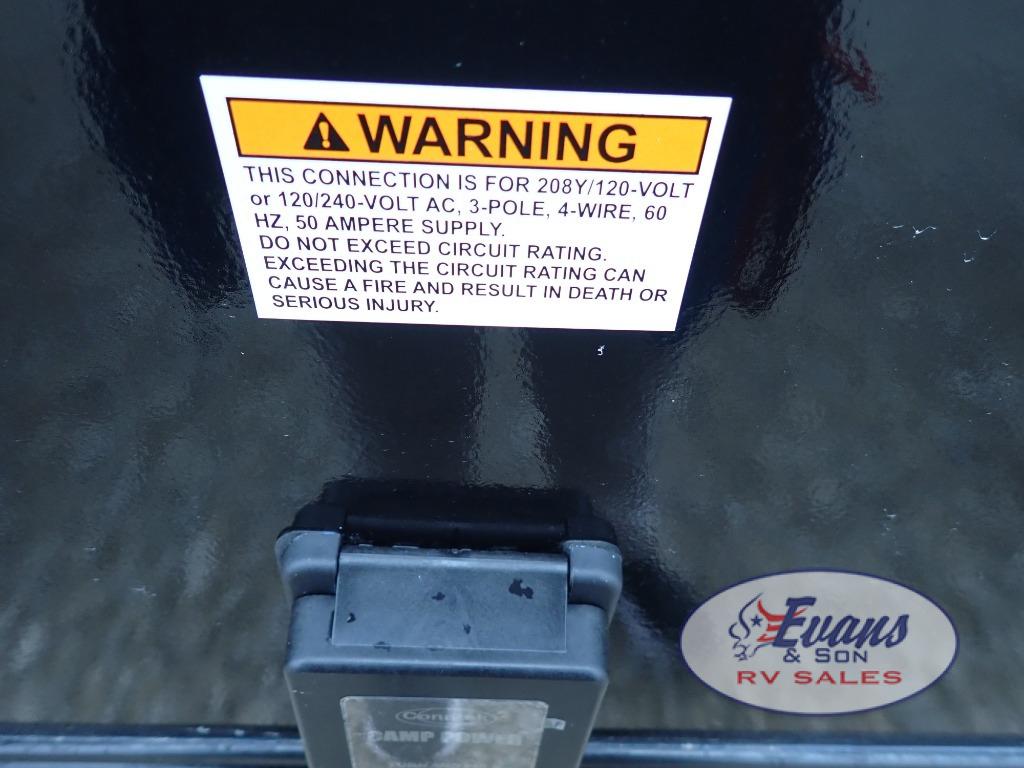 WARNING
THIS CONNECTION IS FOR 208Y/120-VOLT
or 120/240-VOLT AC, 3-POLE, 4-WIRE, 60
HZ, 50 AMPERE SUPPLY.
DO NOT EXCEED CIRCUIT RATING.
EXCEEDING THE CIRCUIT RATING CAN
CAUSE A FIRE AND RESULT IN DEATH OR
SERIOUS INJURY.
CAMP POWER
Evans
& SON
RV SALES